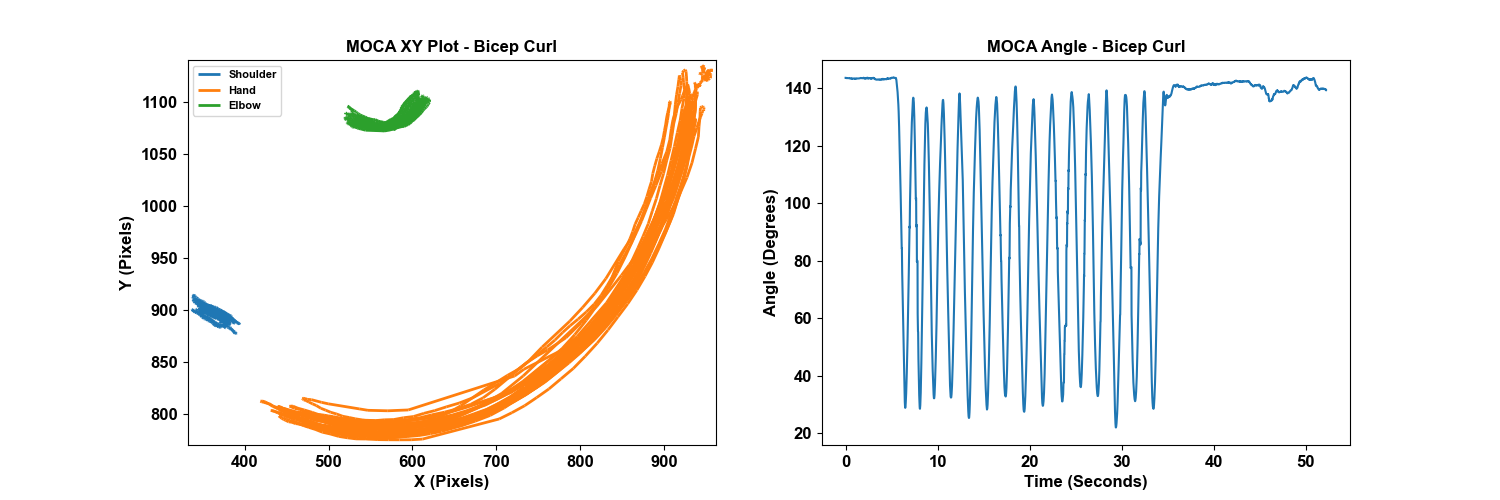 MOCA XY Plot - Bicep Curl
Shoulder
Hand
Elbow
1100
1050
1000
950
900
850
800
Y (Pixels)
400 500 600 700 800 900
X (Pixels)
MOCA Angle - Bicep Curl
140
120
100
80
60
40
20
Angle (Degrees)
0 10 20 30 40 50
Time (Seconds)